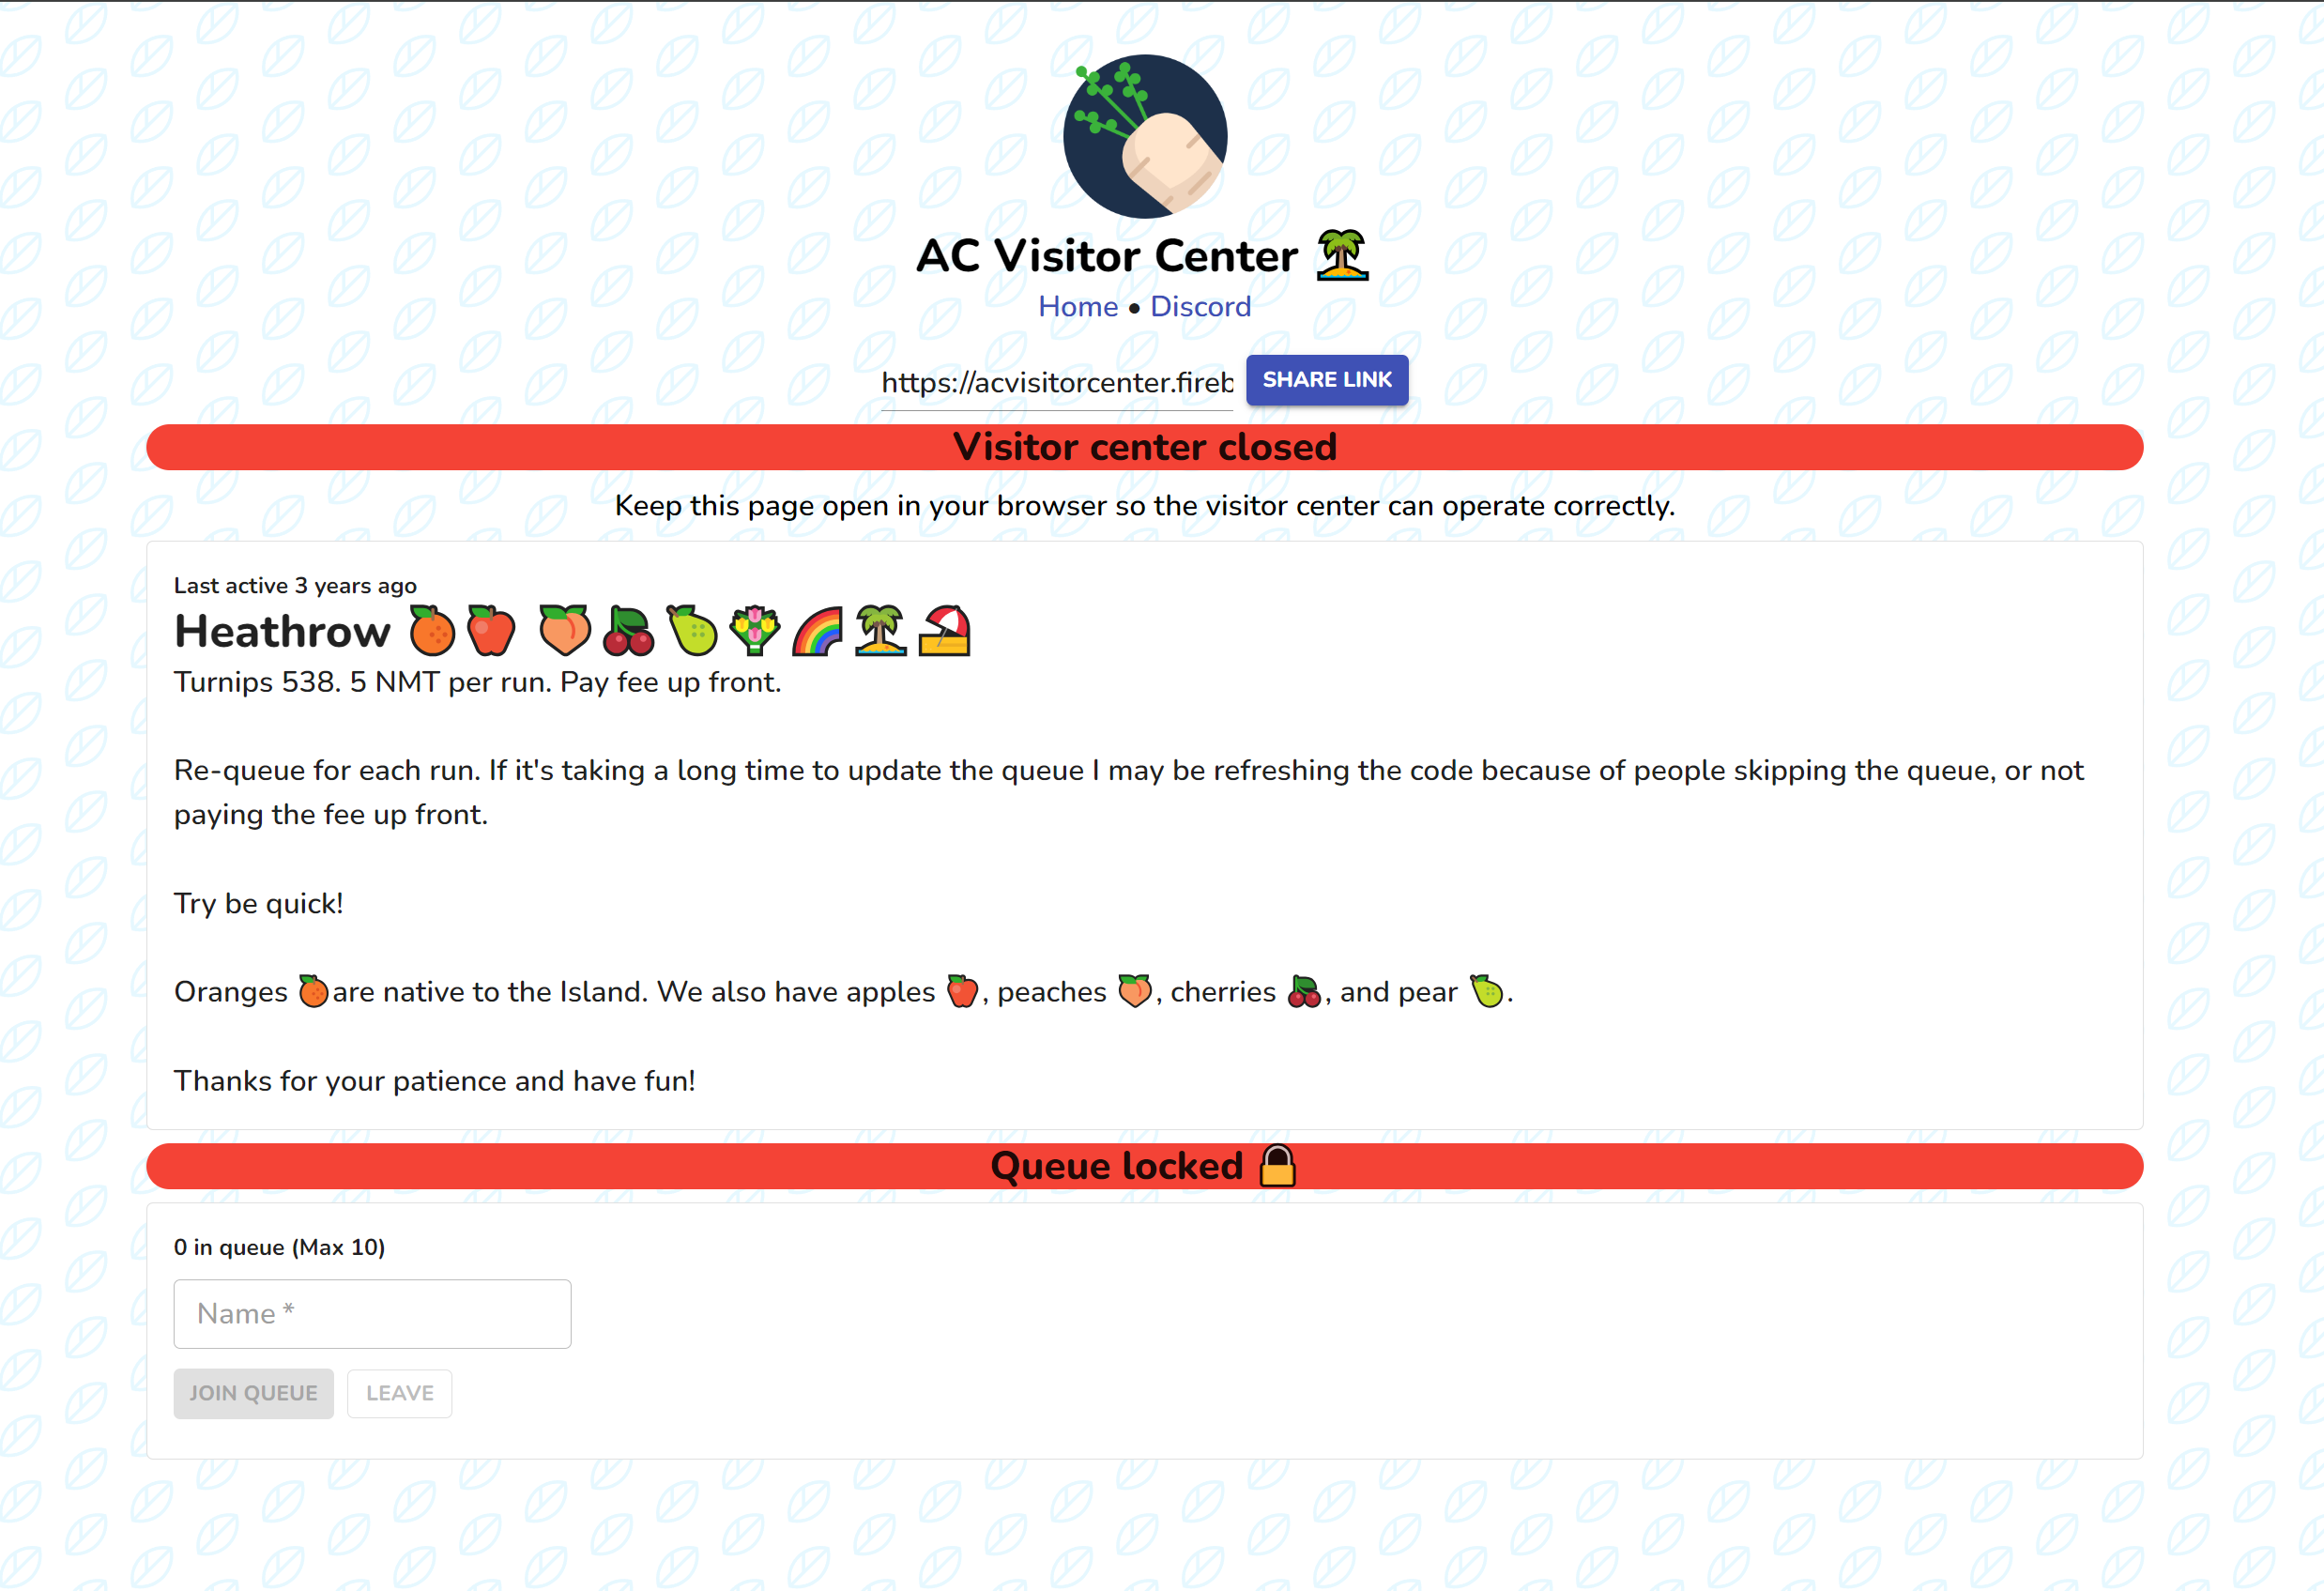 AC Visitor Center 🏝️
Home • Discord
https://acvisitorcenter.fireb
SHARE LINK
Visitor center closed
Keep this page open in your browser so the visitor center can operate correctly.
Last active 3 years ago
Heathrow 🍊🍎 🍑🍒🍐💐🌈🏝️🏖️
Turnips 538. 5 NMT per run. Pay fee up front.
Re-queue for each run. If it's taking a long time to update the queue I may be refreshing the code because of people skipping the queue, or not
paying the fee up front.
Try be quick!
Oranges 🍊are native to the Island. We also have apples 🍎, peaches 🍑, cherries 🍒, and pear 🍐.
Thanks for your patience and have fun!
Queue locked 🔒
0 in queue (Max 10)
Name *
JOIN QUEUE
LEAVE